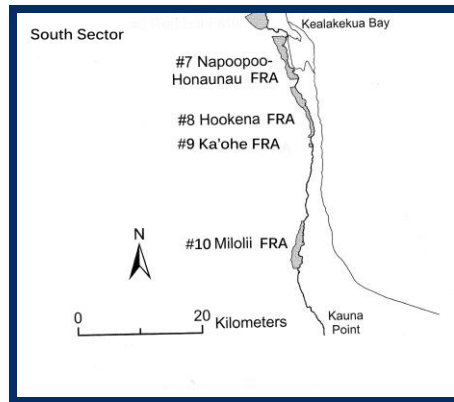 South Sector
Kealakekua Bay
#7 Napoopoo-
Honaunau FRA
#8 Hookena FRA
#9 Ka'ohe FRA
N
#10 Milolii FRA
0 20
Kilometers
Kauna
Point